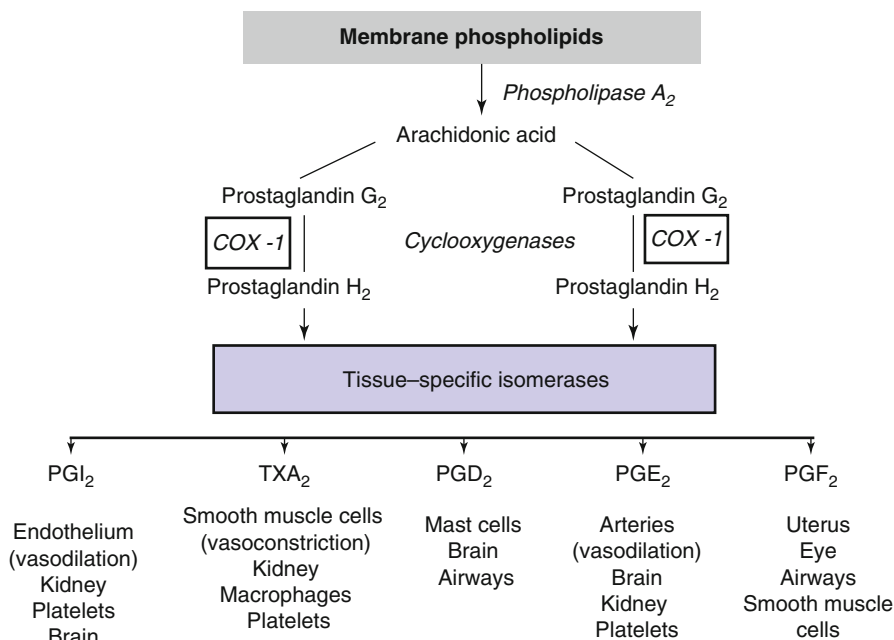 Membrane phospholipids
Phospholipase A₂
Arachidonic acid
Prostaglandin G₂
Prostaglandin G₂
COX -1
Cyclooxygenases
COX -1
Prostaglandin H₂
Prostaglandin H₂
Tissue–specific isomerases
PGI₂
Endothelium
(vasodilation)
Kidney
Platelets
Brain
TXA₂
Smooth muscle cells
(vasoconstriction)
Kidney
Macrophages
Platelets
PGD₂
Mast cells
Brain
Airways
PGE₂
Arteries
(vasodilation)
Brain
Kidney
Platelets
PGF₂
Uterus
Eye
Airways
Smooth muscle
cells